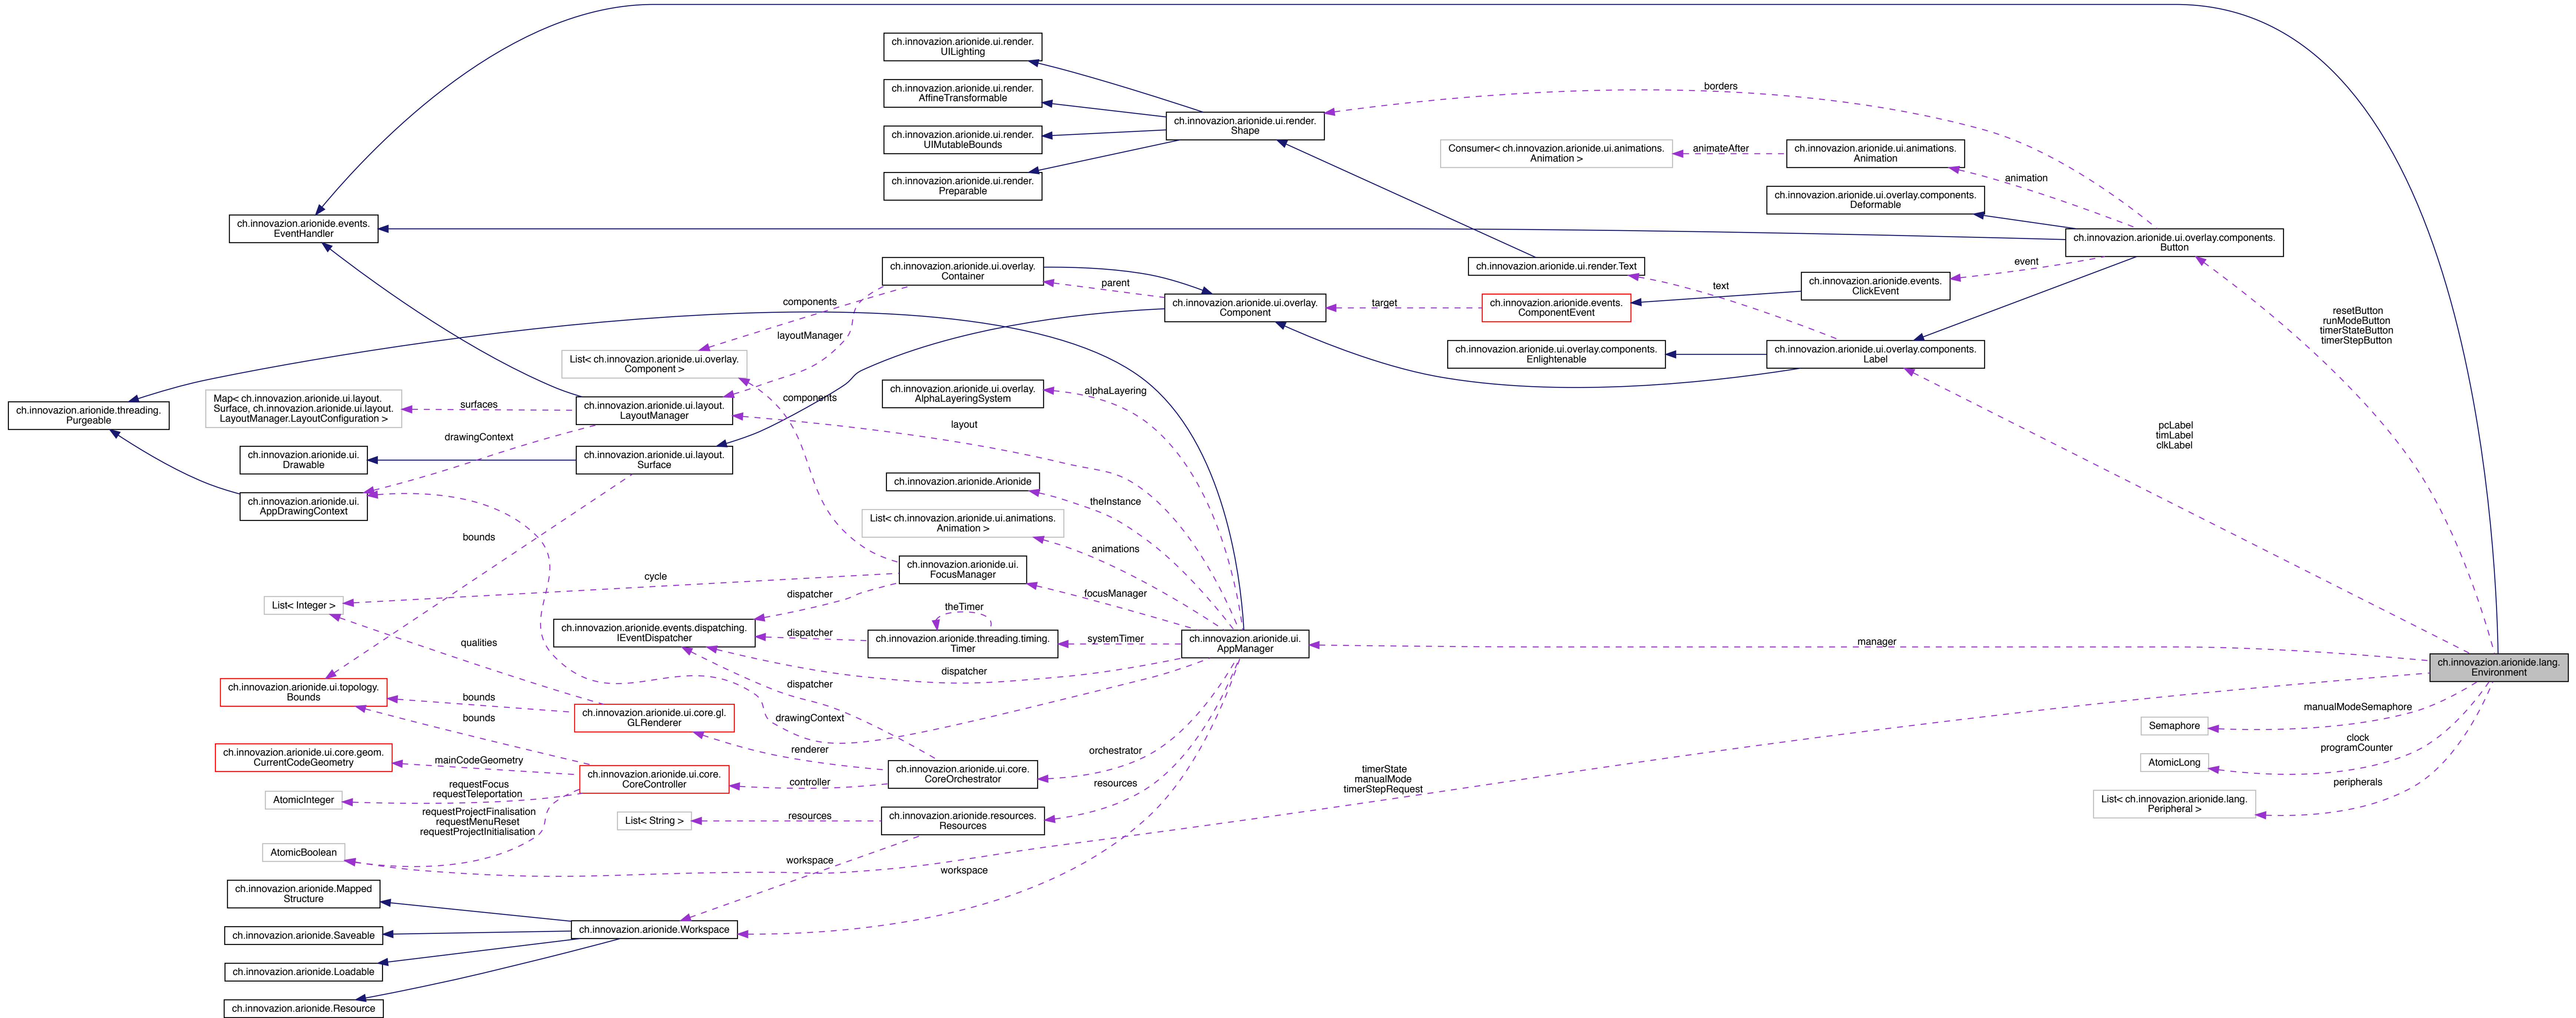 ch.innovazion.arionide.ui.render.
UILighting
ch.innovazion.arionide.ui.render.
AffineTransformable
borders
ch.innovazion.arionide.ui.render.
Shape
ch.innovazion.arionide.ui.render.
UIMutableBounds
Consumer< ch.innovazion.arionide.ui.animations.
Animation >
animateAfter
ch.innovazion.arionide.ui.animations.
Animation
ch.innovazion.arionide.ui.render.
Preparable
animation
ch.innovazion.arionide.ui.overlay.components.
Deformable
ch.innovazion.arionide.events.
EventHandler
ch.innovazion.arionide.ui.overlay.components.
Button
ch.innovazion.arionide.ui.overlay.
Container
ch.innovazion.arionide.ui.render.Text
event
parent
text
ch.innovazion.arionide.events.
ClickEvent
components
ch.innovazion.arionide.ui.overlay.
Component
target
ch.innovazion.arionide.events.
ComponentEvent
resetButton
runModeButton
timerStateButton
timerStepButton
layoutManager
List< ch.innovazion.arionide.ui.overlay.
Component >
ch.innovazion.arionide.ui.overlay.components.
Enlightenable
ch.innovazion.arionide.ui.overlay.components.
Label
Map< ch.innovazion.arionide.ui.layout.
Surface, ch.innovazion.arionide.ui.layout.
LayoutManager.LayoutConfiguration >
surfaces
ch.innovazion.arionide.ui.layout.
LayoutManager
components
ch.innovazion.arionide.ui.overlay.
AlphaLayeringSystem
alphaLayering
ch.innovazion.arionide.threading.
Purgeable
layout
pcLabel
timLabel
clkLabel
drawingContext
ch.innovazion.arionide.ui.
Drawable
ch.innovazion.arionide.ui.layout.
Surface
ch.innovazion.arionide.Arionide
theInstance
ch.innovazion.arionide.ui.
AppDrawingContext
List< ch.innovazion.arionide.ui.animations.
Animation >
bounds
animations
ch.innovazion.arionide.ui.
FocusManager
cycle
dispatcher
focusManager
List< Integer >
theTimer
ch.innovazion.arionide.events.dispatching.
IEventDispatcher
dispatcher
ch.innovazion.arionide.threading.timing.
Timer
systemTimer
ch.innovazion.arionide.ui.
AppManager
manager
qualities
dispatcher
ch.innovazion.arionide.lang.
Environment
ch.innovazion.arionide.ui.topology.
Bounds
bounds
dispatcher
ch.innovazion.arionide.ui.core.gl.
GLRenderer
bounds
drawingContext
manualModeSemaphore
Semaphore
ch.innovazion.arionide.ui.core.geom.
CurrentCodeGeometry
mainCodeGeometry
renderer
orchestrator
clock
programCounter
AtomicLong
ch.innovazion.arionide.ui.core.
CoreController
controller
ch.innovazion.arionide.ui.core.
CoreOrchestrator
resources
timerState
manualMode
timerStepRequest
peripherals
requestFocus
requestTeleportation
AtomicInteger
List< ch.innovazion.arionide.lang.
Peripheral >
requestProjectFinalisation
requestMenuReset
requestProjectInitialisation
List< String >
resources
ch.innovazion.arionide.resources.
Resources
AtomicBoolean
workspace
workspace
ch.innovazion.arionide.Mapped
Structure
ch.innovazion.arionide.Workspace
ch.innovazion.arionide.Saveable
ch.innovazion.arionide.Loadable
ch.innovazion.arionide.Resource